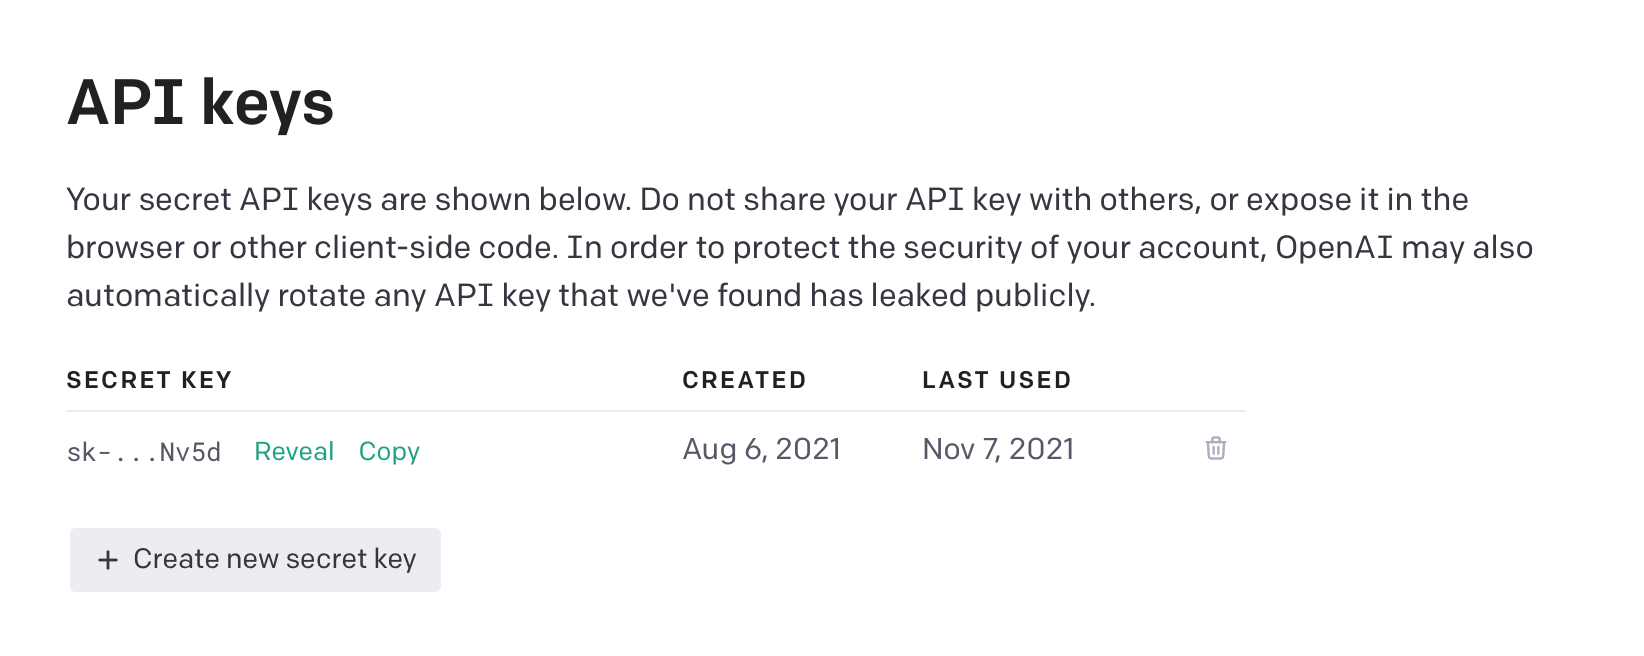 API keys
Your secret API keys are shown below. Do not share your API key with others, or expose it in the
browser or other client-side code. In order to protect the security of your account, OpenAI may also
automatically rotate any API key that we've found has leaked publicly.
SECRET KEY CREATED LAST USED
sk-...Nv5d Reveal Copy Aug 6, 2021 Nov 7, 2021
+ Create new secret key